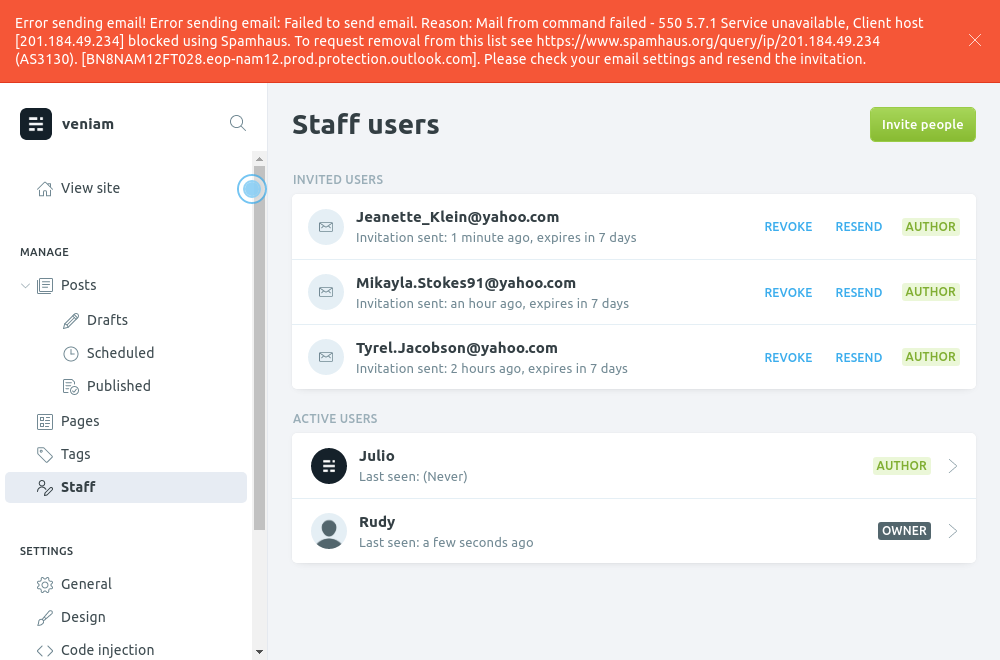 Error sending email! Error sending email: Failed to send email. Reason: Mail from command failed - 550 5.7.1 Service unavailable, Client host
[201.184.49.234] blocked using Spamhaus. To request removal from this list see https://www.spamhaus.org/query/ip/201.184.49.234
(AS3130). [BN8NAM12FT028.eop-nam12.prod.protection.outlook.com]. Please check your email settings and resend the invitation.
veniam
View site
MANAGE
Posts
Drafts
Scheduled
Published
Pages
Tags
Staff
SETTINGS
General
Design
Code injection
Staff users
Invite people
INVITED USERS
Jeanette_Klein@yahoo.com
Invitation sent: 1 minute ago, expires in 7 days
REVOKE RESEND AUTHOR
Mikayla.Stokes91@yahoo.com
Invitation sent: an hour ago, expires in 7 days
REVOKE RESEND AUTHOR
Tyrel.Jacobson@yahoo.com
Invitation sent: 2 hours ago, expires in 7 days
REVOKE RESEND AUTHOR
ACTIVE USERS
Julio
Last seen: (Never)
AUTHOR
Rudy
Last seen: a few seconds ago
OWNER